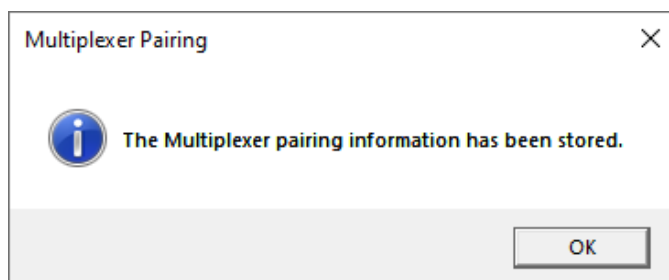 Multiplexer Pairing
The Multiplexer pairing information has been stored.
OK